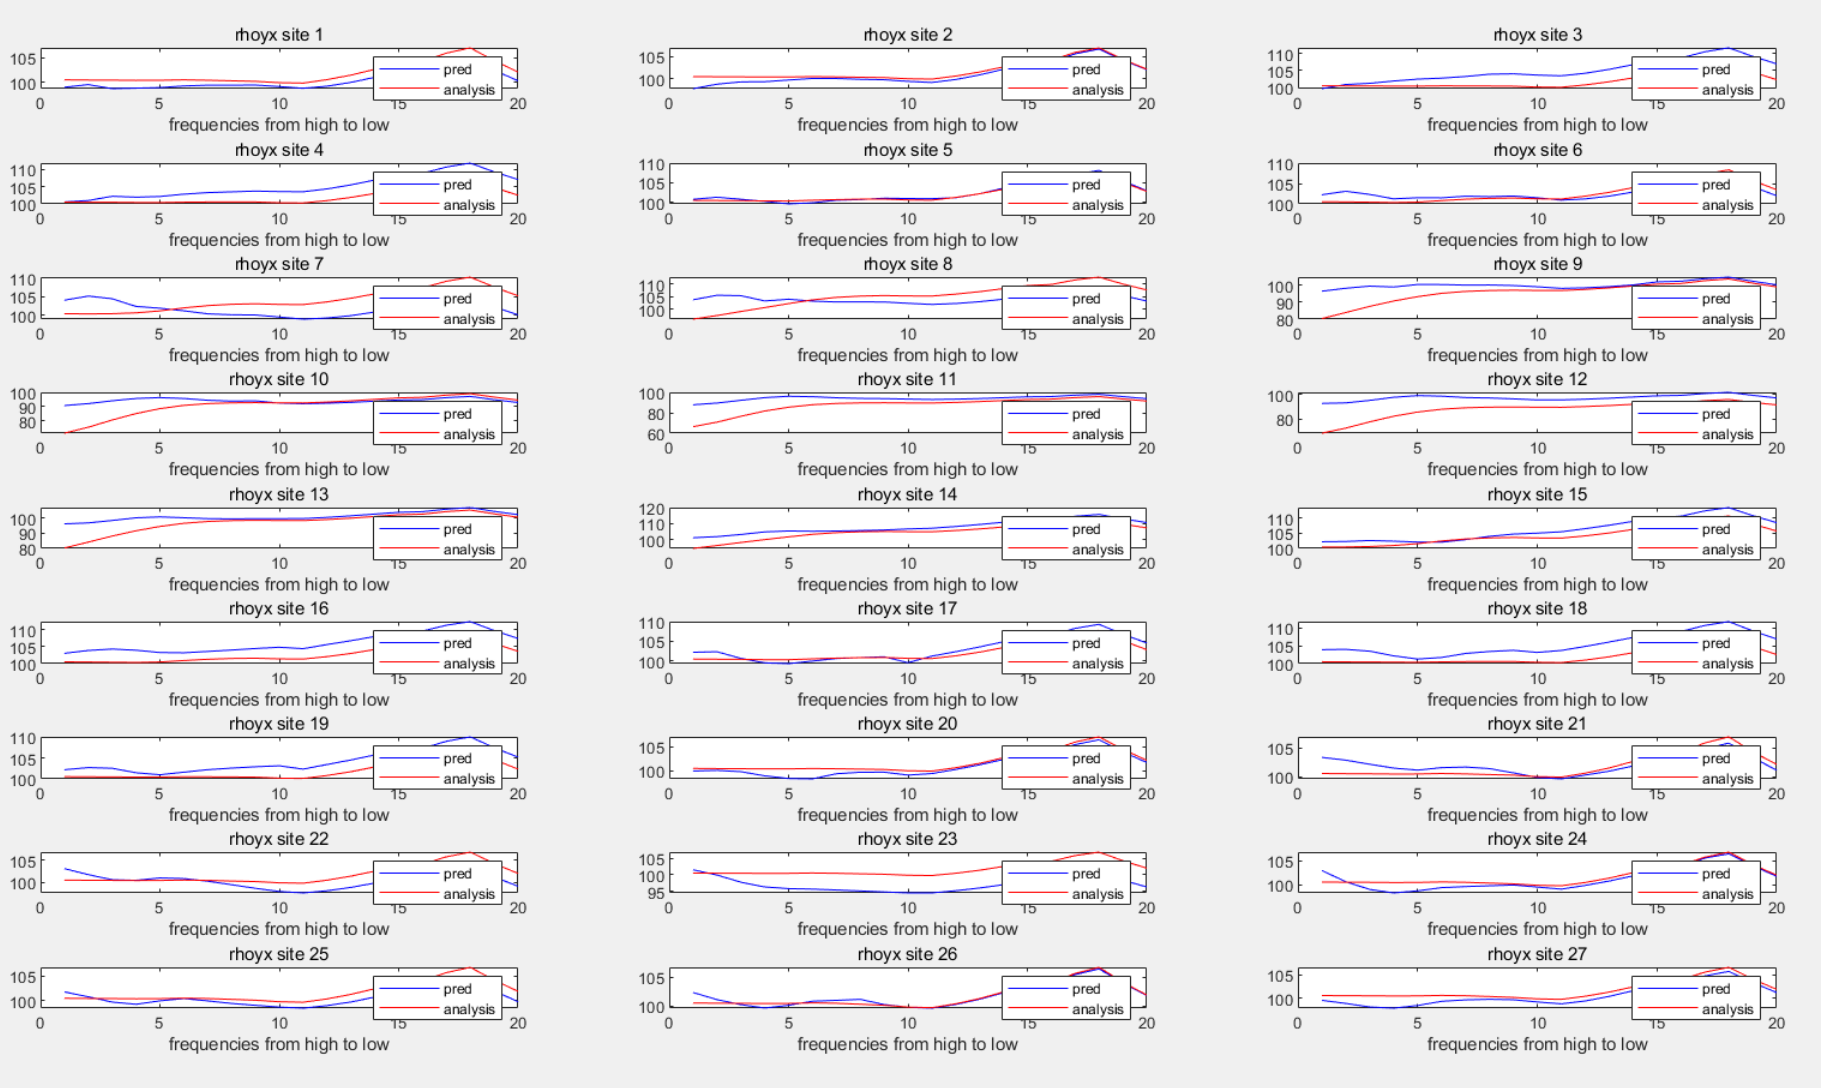 rhoyx site 1
105
100
pred
analysis
0 5 10 15 20
frequencies from high to low
rhoyx site 2
105
100
pred
analysis
0 5 10 15 20
frequencies from high to low
rhoyx site 3
110
105
100
pred
analysis
0 5 10 15 20
frequencies from high to low
rhoyx site 4
110
105
100
pred
analysis
0 5 10 15 20
frequencies from high to low
rhoyx site 5
110
105
100
pred
analysis
0 5 10 15 20
frequencies from high to low
rhoyx site 6
110
105
100
pred
analysis
0 5 10 15 20
frequencies from high to low
rhoyx site 7
110
105
100
pred
analysis
0 5 10 15 20
frequencies from high to low
rhoyx site 8
110
105
100
pred
analysis
0 5 10 15 20
frequencies from high to low
rhoyx site 9
100
90
80
pred
analysis
0 5 10 15 20
frequencies from high to low
rhoyx site 10
100
90
80
pred
analysis
0 5 10 15 20
frequencies from high to low
rhoyx site 11
100
80
60
pred
analysis
0 5 10 15 20
frequencies from high to low
rhoyx site 12
100
80
pred
analysis
0 5 10 15 20
frequencies from high to low
rhoyx site 13
100
90
80
pred
analysis
0 5 10 15 20
frequencies from high to low
rhoyx site 14
120
110
100
pred
analysis
0 5 10 15 20
frequencies from high to low
rhoyx site 15
110
105
100
pred
analysis
0 5 10 15 20
frequencies from high to low
rhoyx site 16
110
105
100
pred
analysis
0 5 10 15 20
frequencies from high to low
rhoyx site 17
110
105
100
pred
analysis
0 5 10 15 20
frequencies from high to low
rhoyx site 18
110
105
100
pred
analysis
0 5 10 15 20
frequencies from high to low
rhoyx site 19
110
105
100
pred
analysis
0 5 10 15 20
frequencies from high to low
rhoyx site 20
105
100
pred
analysis
0 5 10 15 20
frequencies from high to low
rhoyx site 21
105
100
pred
analysis
0 5 10 15 20
frequencies from high to low
rhoyx site 22
105
100
pred
analysis
0 5 10 15 20
frequencies from high to low
rhoyx site 23
105
100
95
pred
analysis
0 5 10 15 20
frequencies from high to low
rhoyx site 24
105
100
pred
analysis
0 5 10 15 20
frequencies from high to low
rhoyx site 25
105
100
pred
analysis
0 5 10 15 20
frequencies from high to low
rhoyx site 26
105
100
pred
analysis
0 5 10 15 20
frequencies from high to low
rhoyx site 27
105
100
pred
analysis
0 5 10 15 20
frequencies from high to low